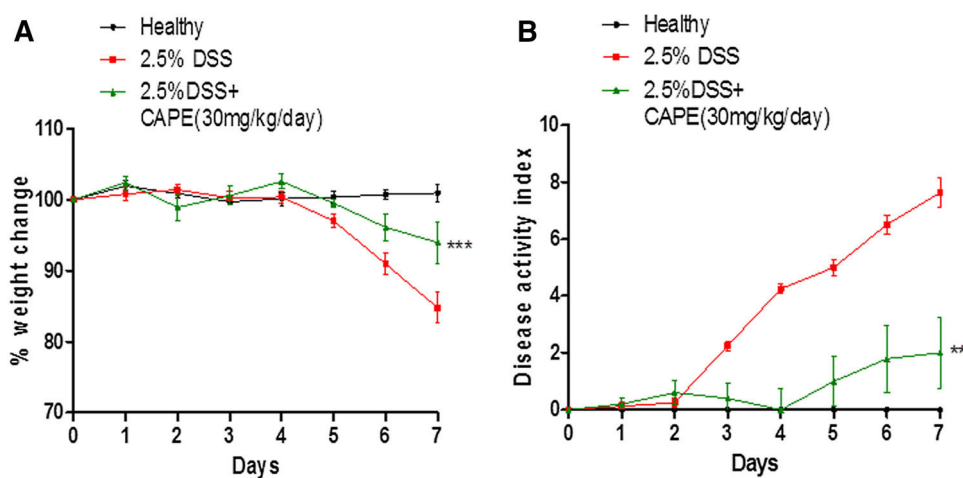 A
Healthy
2.5% DSS
2.5%DSS+
CAPE(30mg/kg/day)
110
100
90
80
70
% weight change
0 1 2 3 4 5 6 7
Days
***
B
Healthy
2.5% DSS
2.5%DSS+
CAPE(30mg/kg/day)
10
8
6
4
2
0
Disease activity index
0 1 2 3 4 5 6 7
Days
**